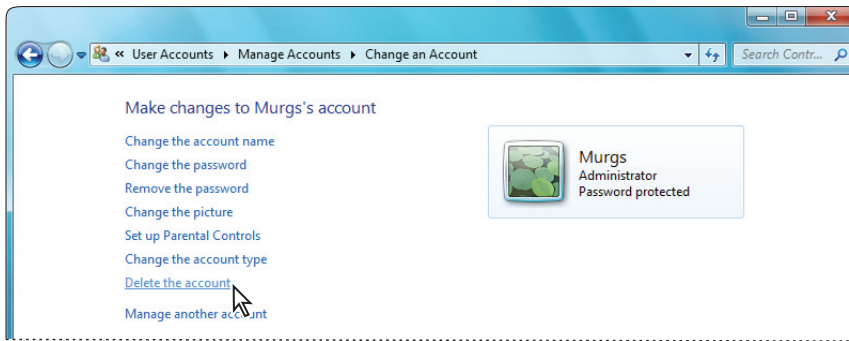 « User Accounts ▸ Manage Accounts ▸ Change an Account
Search Contr...
Make changes to Murgs's account
Change the account name
Change the password
Remove the password
Change the picture
Set up Parental Controls
Change the account type
Delete the account
Manage another account
Murgs
Administrator
Password protected